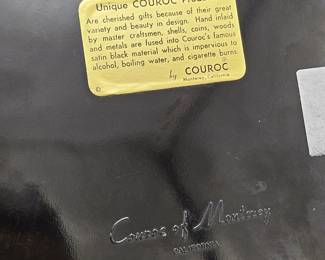 Unique COUROC
Are cherished gifts because of their great
variety and beauty in design. Hand inlaid
by master craftsmen, shells, coins, woods
and metals are fused into Couroc's famous
satin black material which is impervious to
alcohol, boiling water, and cigarette burns.
by COUROC
Monterey, California
©
Couroc of Monterey
CALIFORNIA